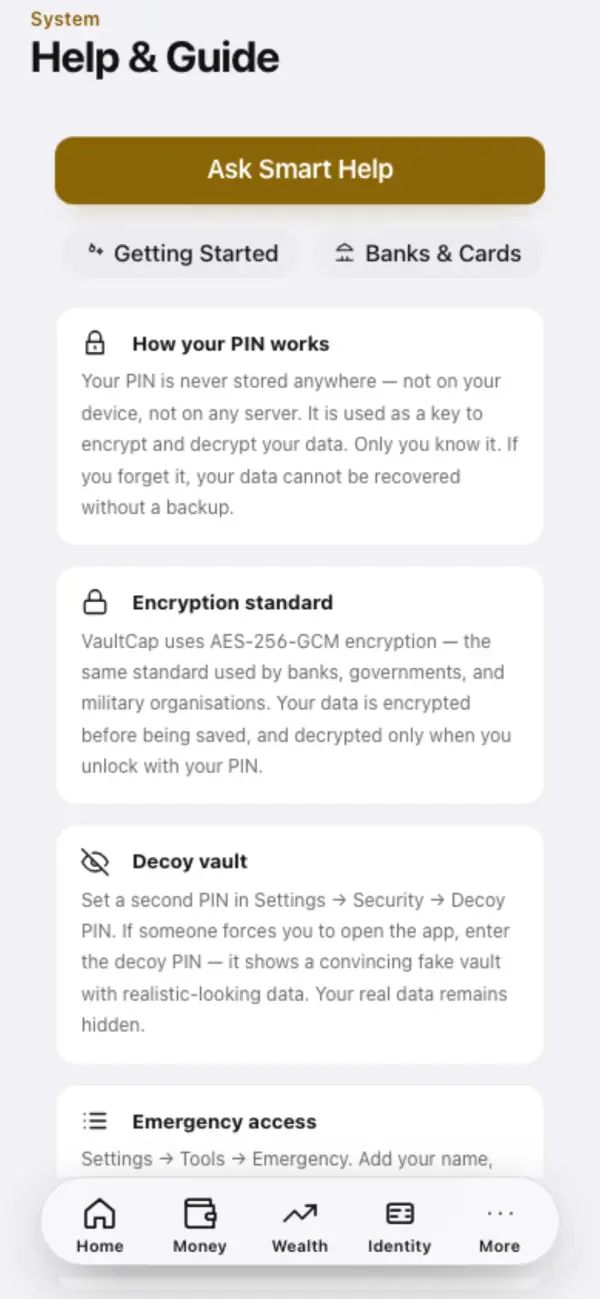 System
Help & Guide
Ask Smart Help
Getting Started
Banks & Cards
How your PIN works
Your PIN is never stored anywhere — not on your
device, not on any server. It is used as a key to
encrypt and decrypt your data. Only you know it. If
you forget it, your data cannot be recovered
without a backup.
Encryption standard
VaultCap uses AES-256-GCM encryption — the
same standard used by banks, governments, and
military organisations. Your data is encrypted
before being saved, and decrypted only when you
unlock with your PIN.
Decoy vault
Set a second PIN in Settings → Security → Decoy
PIN. If someone forces you to open the app, enter
the decoy PIN — it shows a convincing fake vault
with realistic-looking data. Your real data remains
hidden.
Emergency access
Settings → Tools → Emergency. Add your name,
Home
Money
Wealth
Identity
More